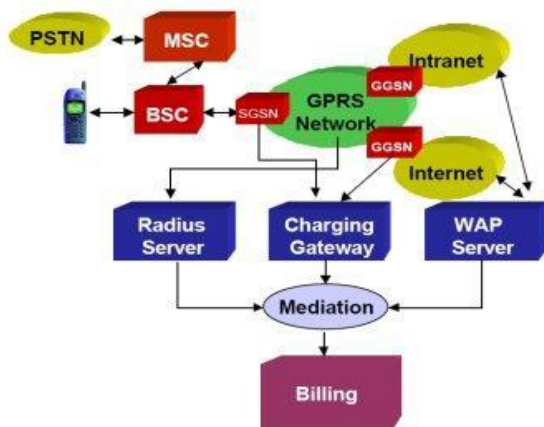 PSTN
MSC
Intranet
GGSN
BSC
SGSN
GPRS
Network
GGSN
Internet
Radius
Server
Charging
Gateway
WAP
Server
Mediation
Billing